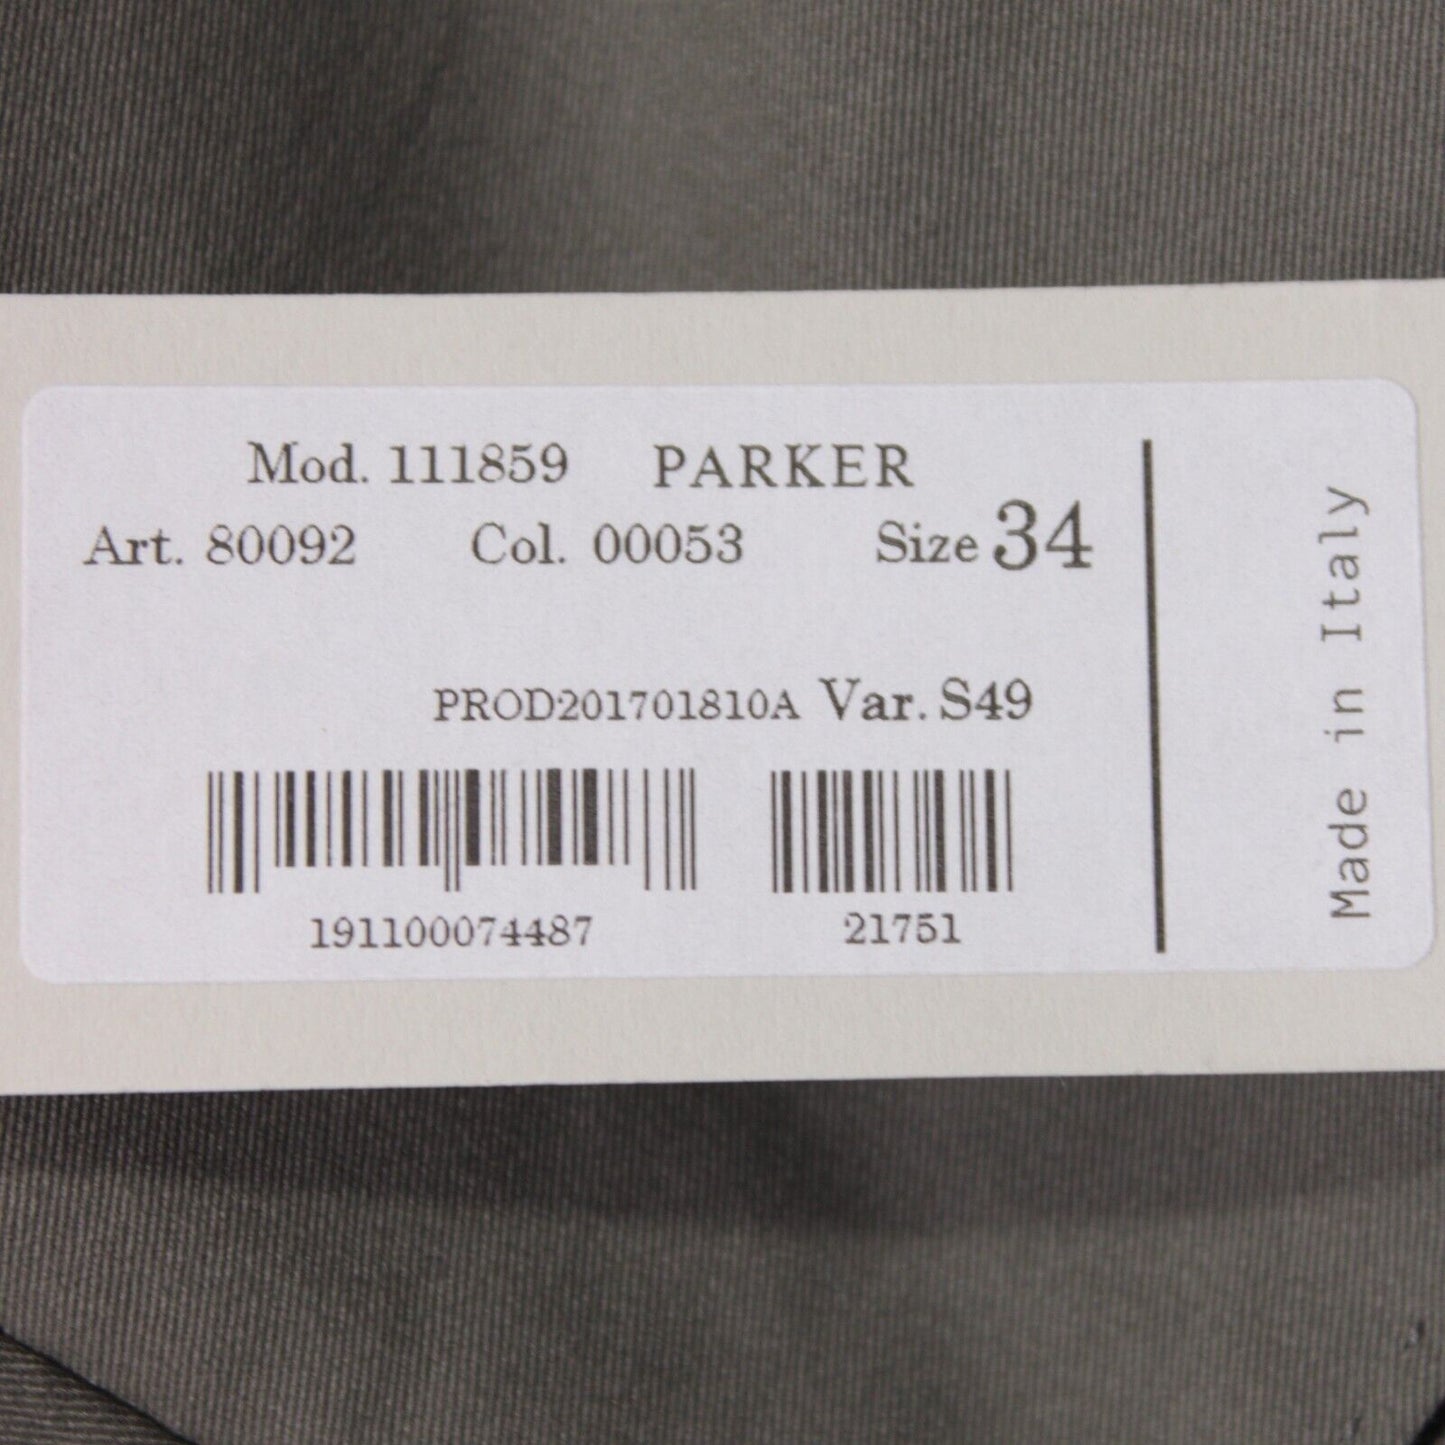 Mod. 111859 PARKER
Art. 80092 Col. 00053 Size 34
PROD201701810A Var. S49
191100074487 21751
Made in Italy